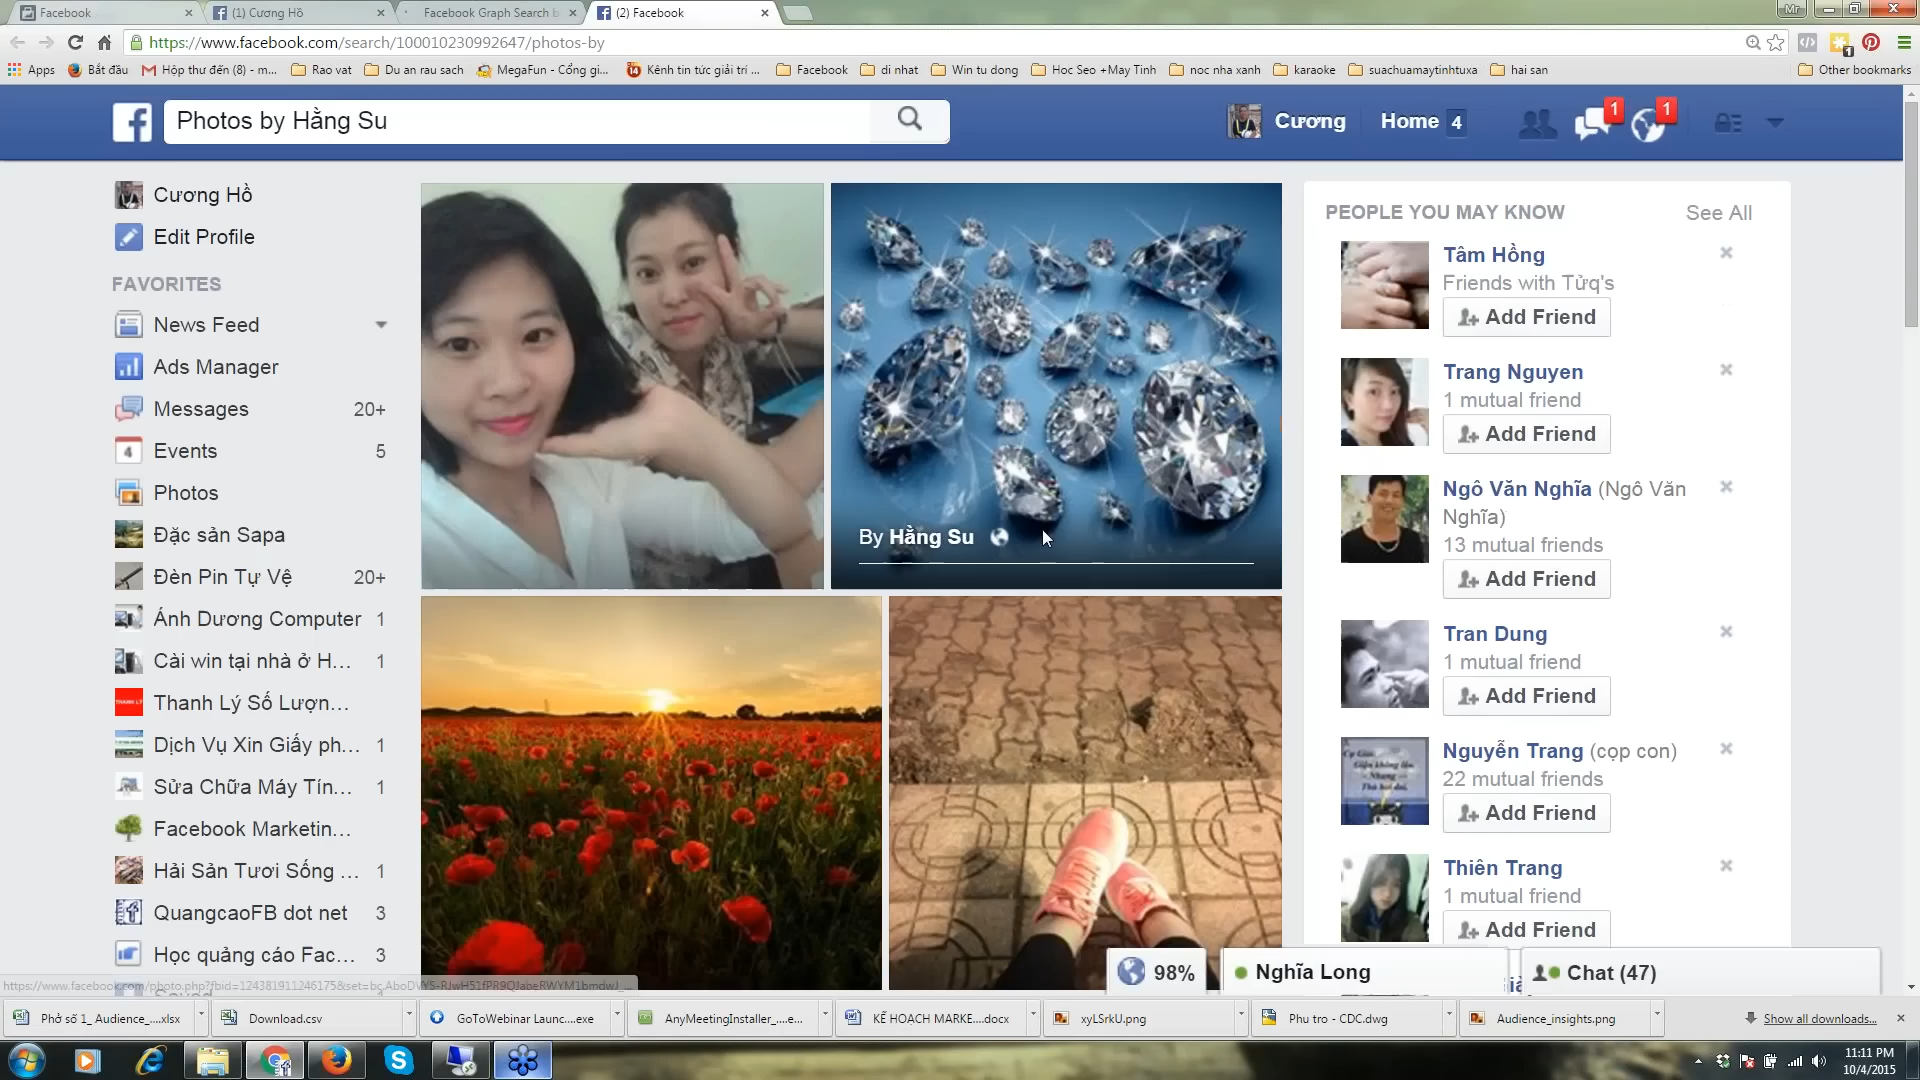 Facebook
(1) Cương Hồ
Facebook Graph Search b
(2) Facebook
Mr
https://www.facebook.com/search/100010230992647/photos-by
1
Apps
Bắt đầu
Hộp thư đến (8) - m...
Rao vat
Du an rau sach
MegaFun - Cổng gi...
Kênh tin tức giải trí ...
Facebook
di nhat
Win tu dong
Hoc Seo +May Tinh
noc nha xanh
karaoke
suachuamaytinhtuxa
hai san
Other bookmarks
Photos by Hằng Su
Cương
Home 4
1
1
Cương Hồ
Edit Profile
FAVORITES
News Feed
Ads Manager
Messages 20+
4
Events 5
Photos
Đặc sản Sapa
Đèn Pin Tự Vệ 20+
Ánh Dương Computer 1
Cài win tại nhà ở H... 1
THANH LÝ
Thanh Lý Số Lượn...
Dịch Vụ Xin Giấy ph... 1
Sửa Chữa Máy Tín... 1
Facebook Marketin...
Hải Sản Tươi Sống ... 1
QuangcaoFB dot net 3
Học quảng cáo Fac... 3
By Hằng Su
PEOPLE YOU MAY KNOW
See All
Tâm Hồng
Friends with Tửq's
Add Friend
Trang Nguyen
1 mutual friend
Add Friend
Ngô Văn Nghĩa (Ngô Văn
Nghĩa)
13 mutual friends
Add Friend
Tran Dung
1 mutual friend
Add Friend
Nguyễn Trang (cọp con)
22 mutual friends
Add Friend
Thiên Trang
1 mutual friend
Add Friend
98%
Nghĩa Long
Chat (47)
Phở số 1_ Audience_....xlsx
Download.csv
GoToWebinar Launc....exe
AnyMeetingInstaller_....e...
KẾ HOẠCH MARKE....docx
xyLSrkU.png
Phu tro - CDC.dwg
Audience_insights.png
Show all downloads...
11:11 PM
10/4/2015